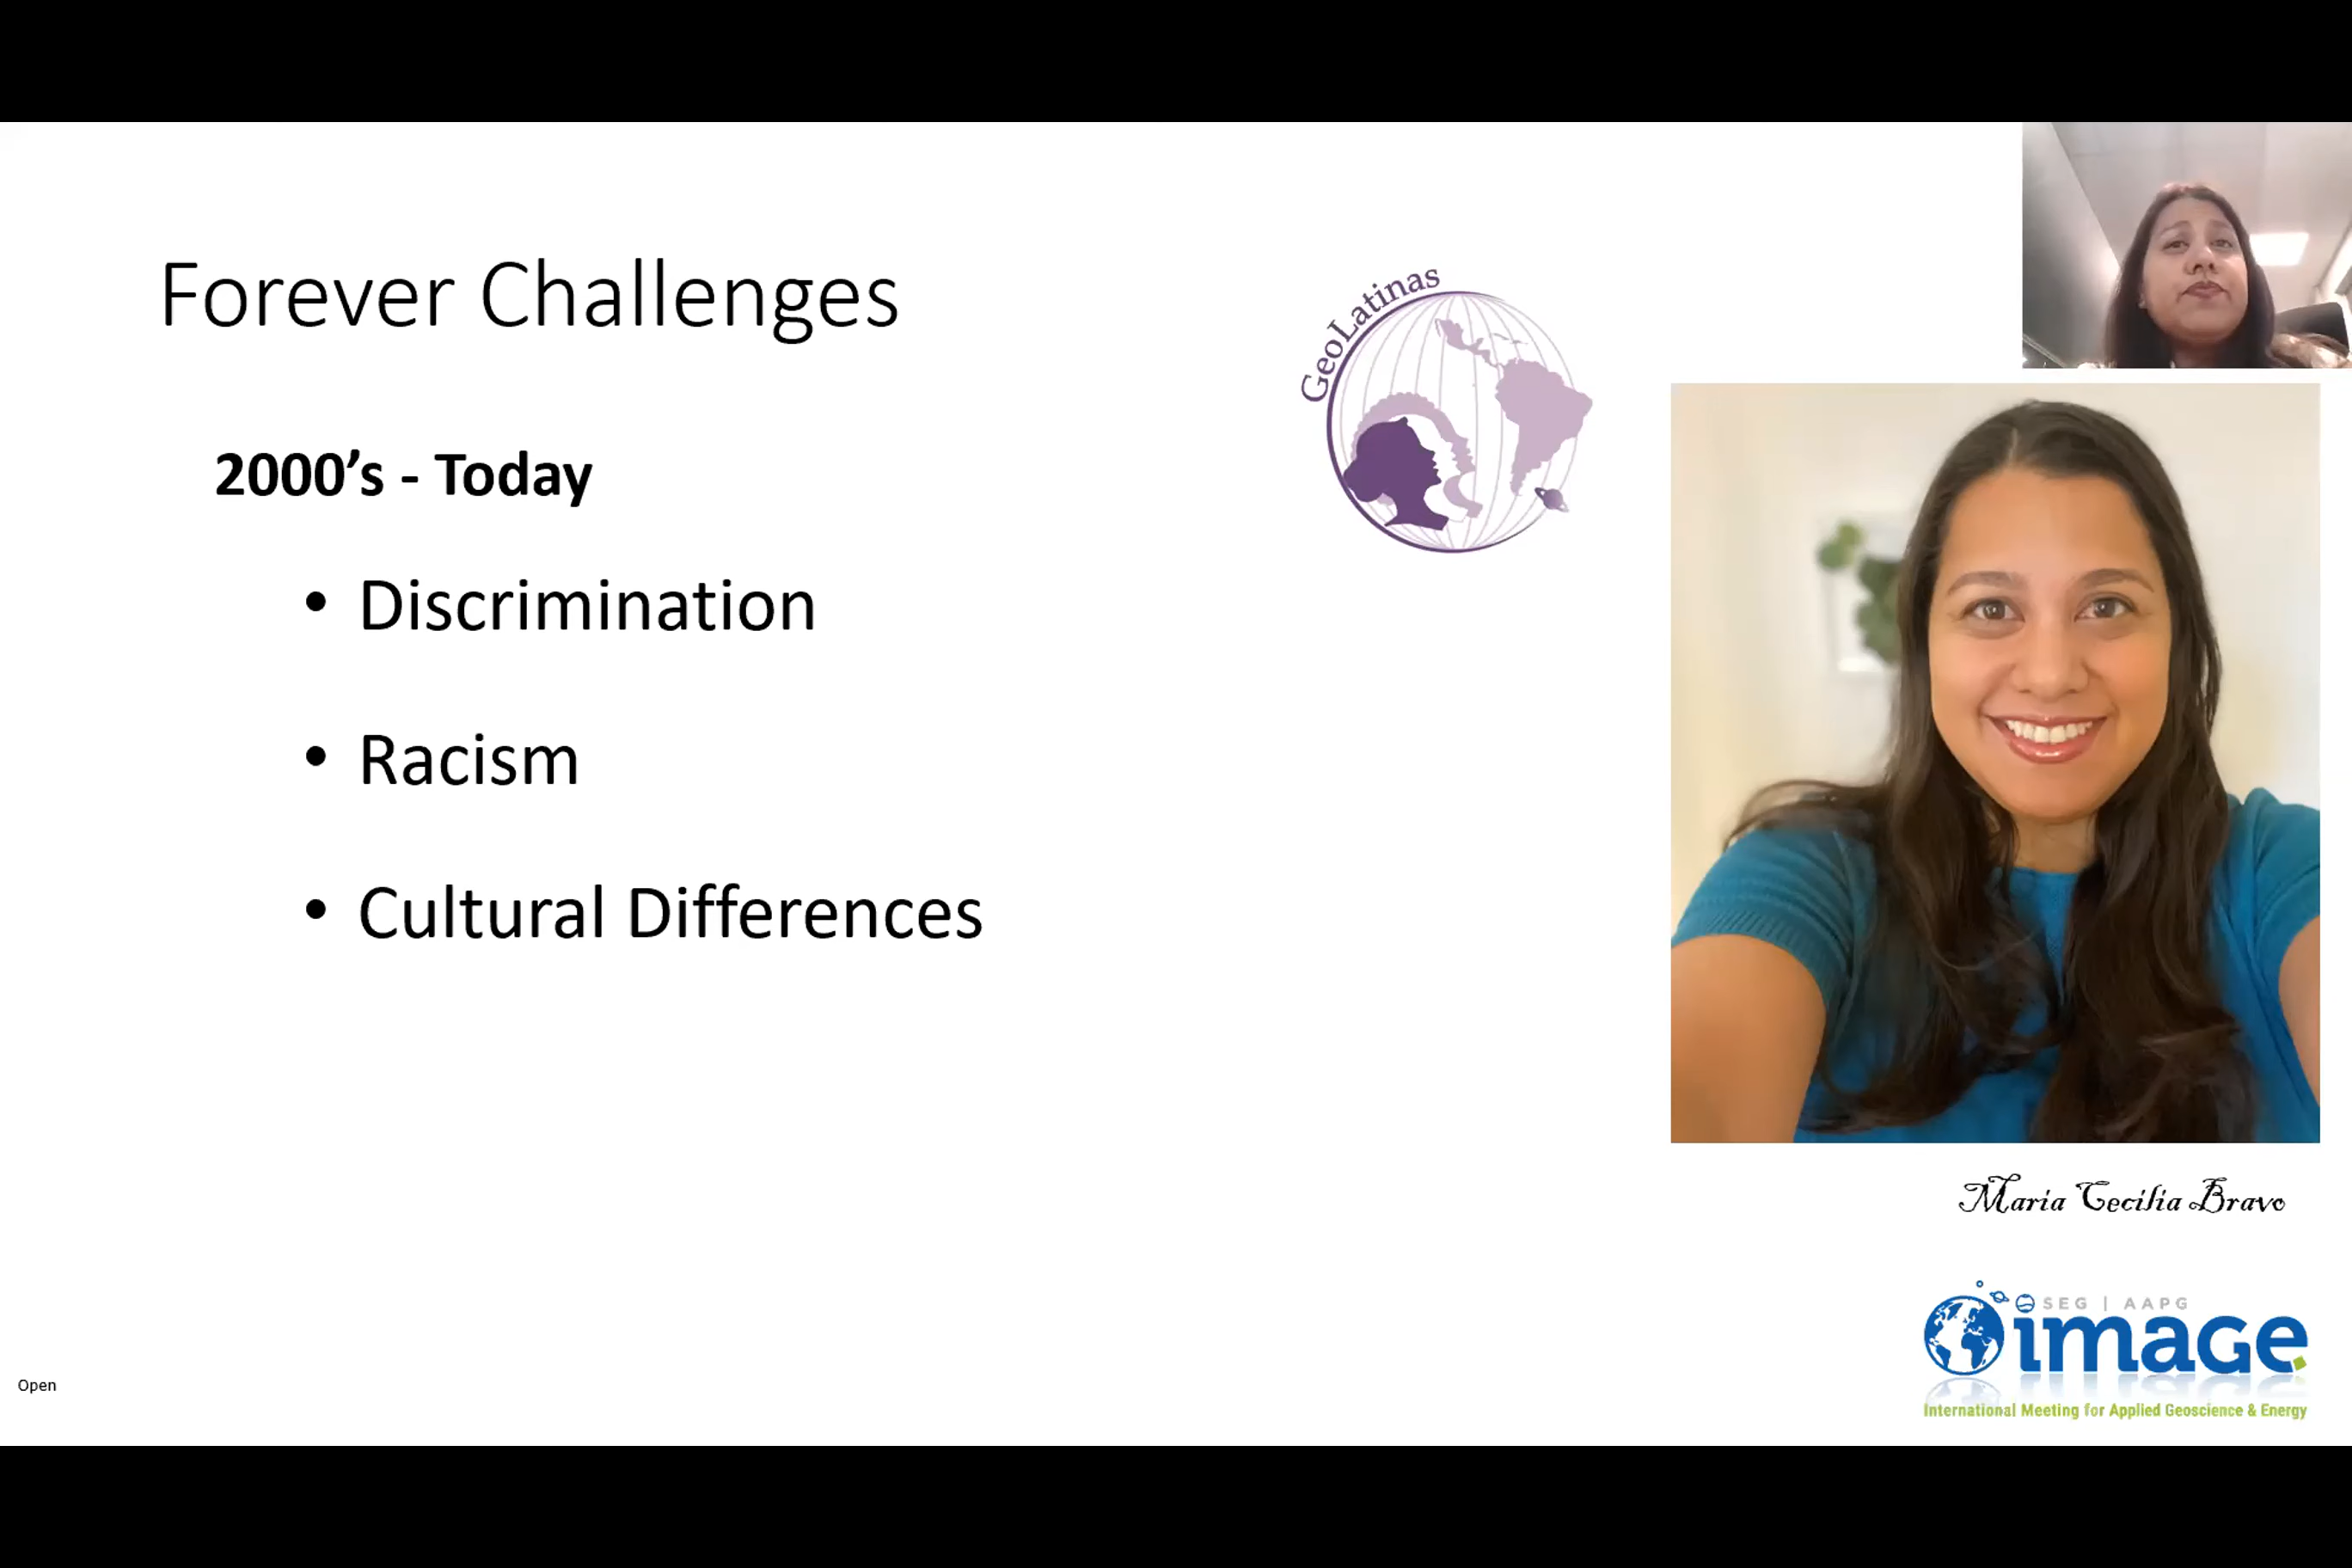 Forever Challenges
GeoLatinas
2000's - Today
• Discrimination
• Racism
• Cultural Differences
Maria Cecilia Bravo
SEG | AAPG
image
International Meeting for Applied Geoscience & Energy
Open